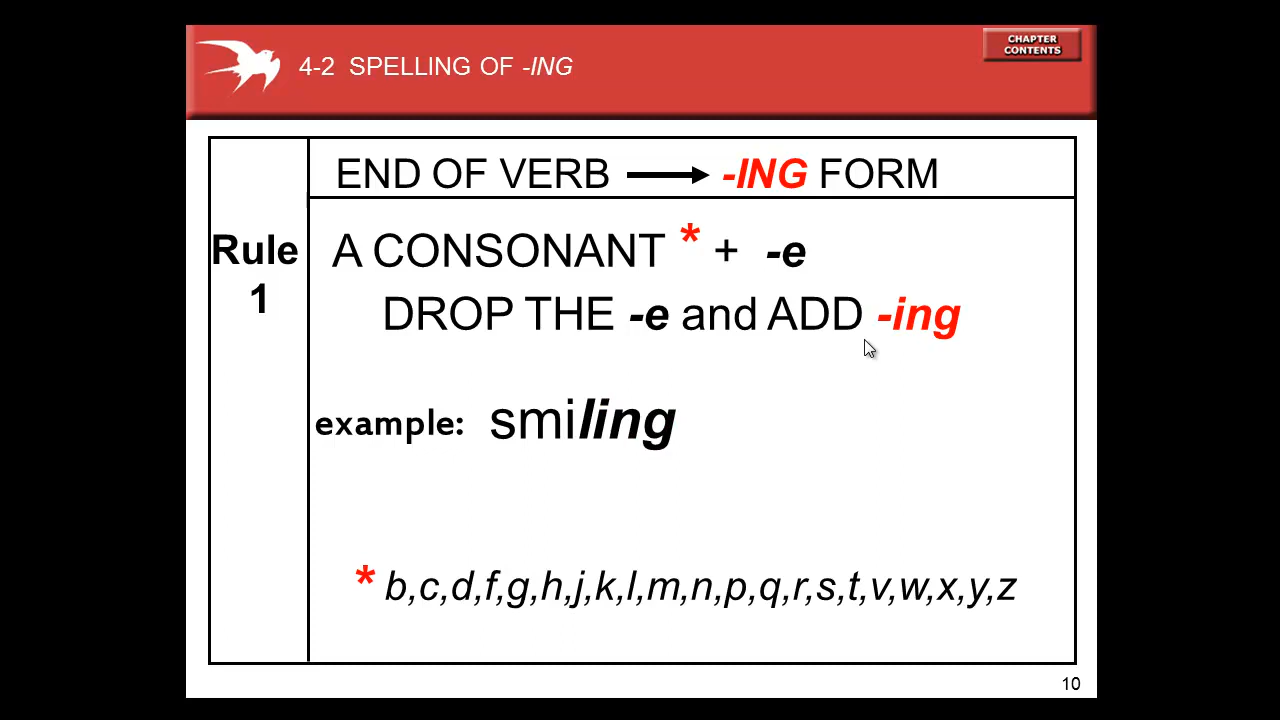 CHAPTER
CONTENTS
4-2 SPELLING OF -ING
END OF VERB → -ING FORM
Rule
1
A CONSONANT * + -e
DROP THE -e and ADD -ing
example: smiling
* b,c,d,f,g,h,j,k,l,m,n,p,q,r,s,t,v,w,x,y,z
10